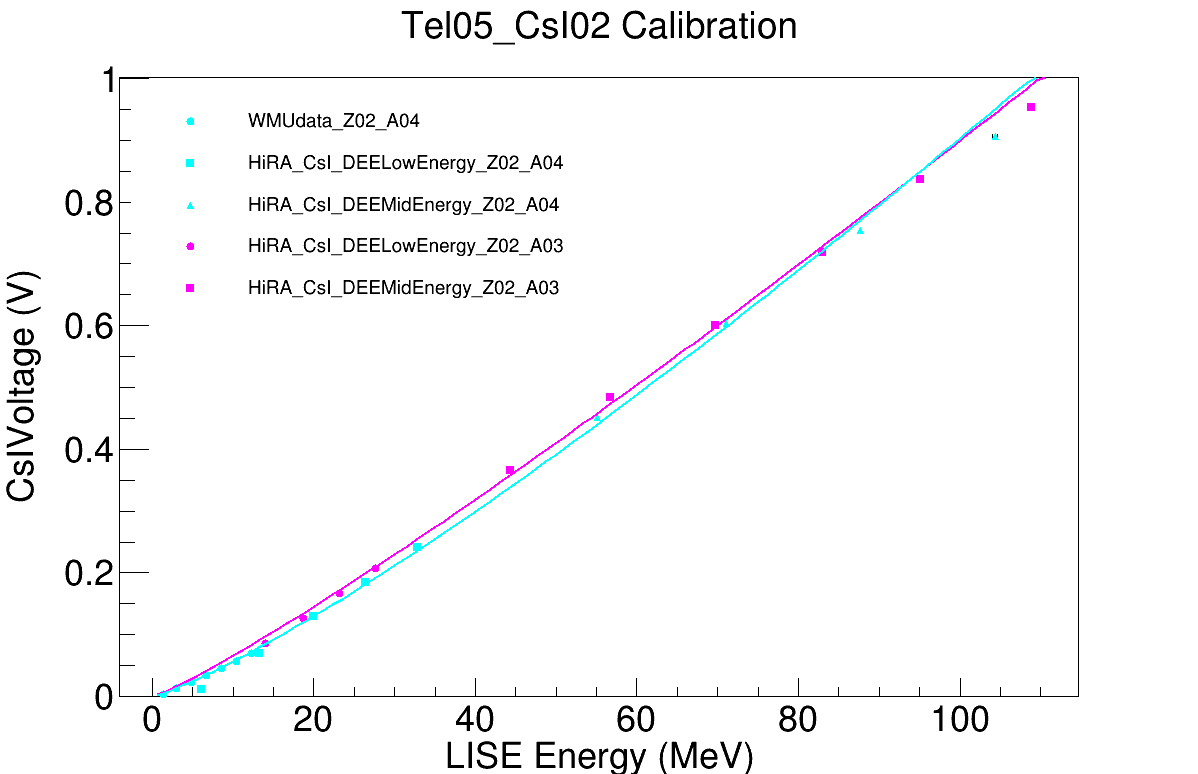 Tel05_CsI02 Calibration
1
WMUdata_Z02_A04
HiRA_CsI_DEELowEnergy_Z02_A04
0.8
HiRA_CsI_DEEMidEnergy_Z02_A04
HiRA_CsI_DEELowEnergy_Z02_A03
HiRA_CsI_DEEMidEnergy_Z02_A03
CsIVoltage (V)
0.6
0.4
0.2
0
0 20 40 60 80 100
LISE Energy (MeV)